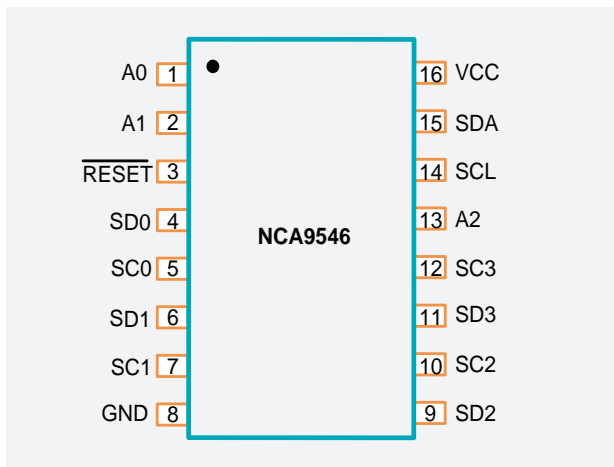 A0 1 16 VCC
A1 2 15 SDA
RESET 3 14 SCL
SD0 4 13 A2
NCA9546
SC0 5 12 SC3
SD1 6 11 SD3
SC1 7 10 SC2
GND 8 9 SD2